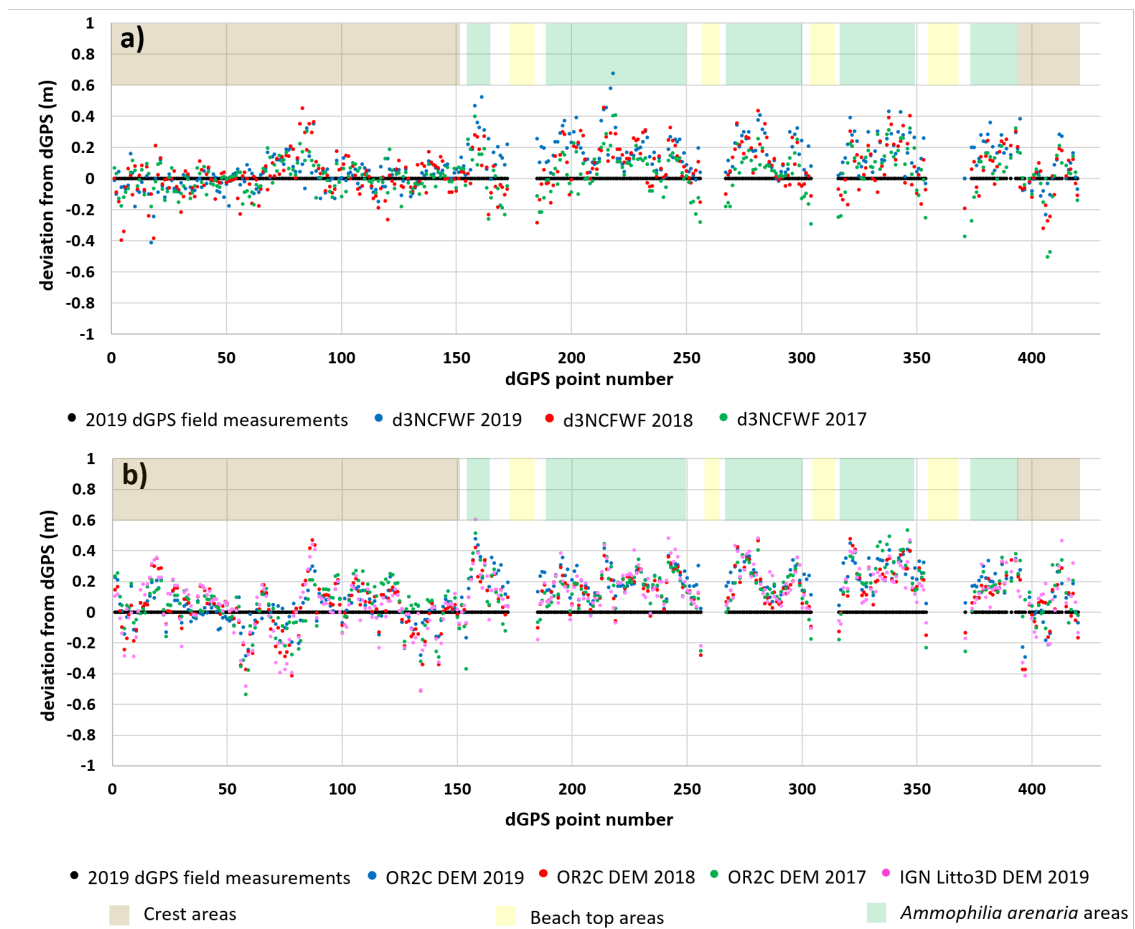 a)
1
0.8
0.6
0.4
0.2
0
-0.2
-0.4
-0.6
-0.8
-1
deviation from dGPS (m)
0 50 100 150 200 250 300 350 400
dGPS point number
2019 dGPS field measurements d3NCFWF 2019 d3NCFWF 2018 d3NCFWF 2017
b)
1
0.8
0.6
0.4
0.2
0
-0.2
-0.4
-0.6
-0.8
-1
deviation from dGPS (m)
0 50 100 150 200 250 300 350 400
dGPS point number
2019 dGPS field measurements OR2C DEM 2019 OR2C DEM 2018 OR2C DEM 2017 IGN Litto3D DEM 2019
Crest areas Beach top areas Ammophilia arenaria areas